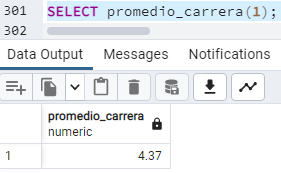 301 SELECT promedio_carrera(1);
302
Data Output Messages Notifications
promedio_carrera
numeric
1 4.37